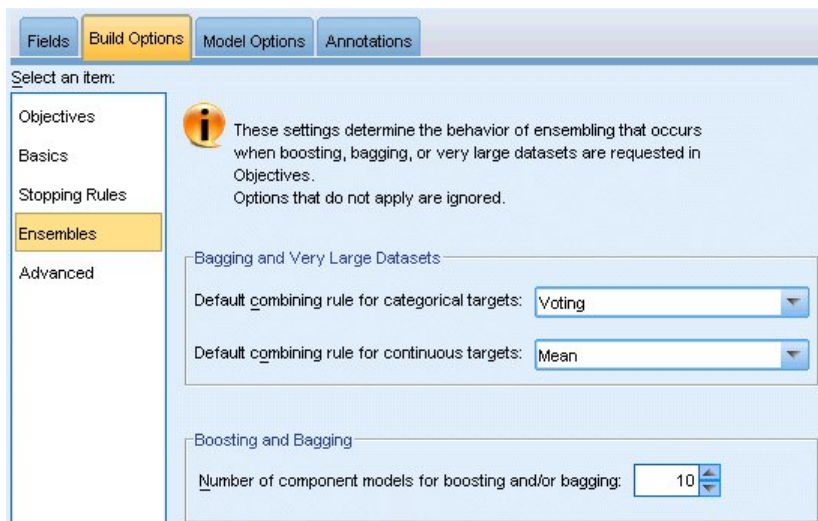 Fields Build Options Model Options Annotations
Select an item:
Objectives
Basics
Stopping Rules
Ensembles
Advanced
These settings determine the behavior of ensembling that occurs
when boosting, bagging, or very large datasets are requested in
Objectives.
Options that do not apply are ignored.
Bagging and Very Large Datasets
Default combining rule for categorical targets: Voting
Default combining rule for continuous targets: Mean
Boosting and Bagging
Number of component models for boosting and/or bagging: 10